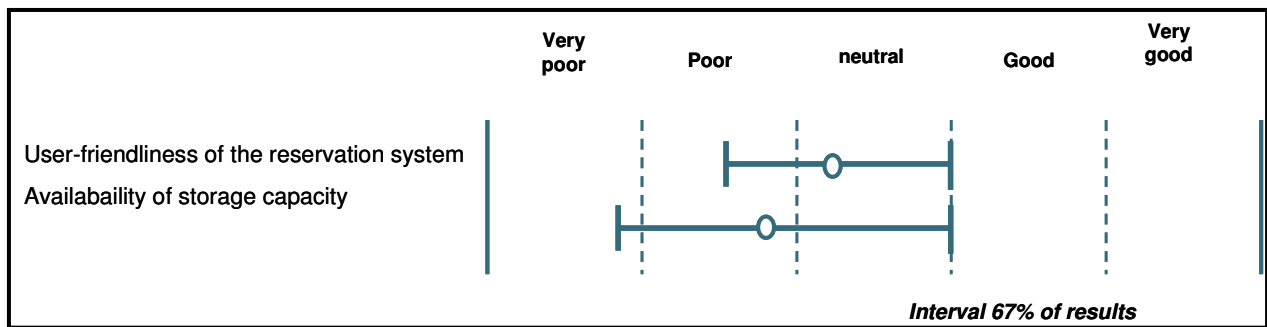 Very
poor
Poor
neutral
Good
Very
good
User-friendliness of the reservation system
Availabaility of storage capacity
Interval 67% of results